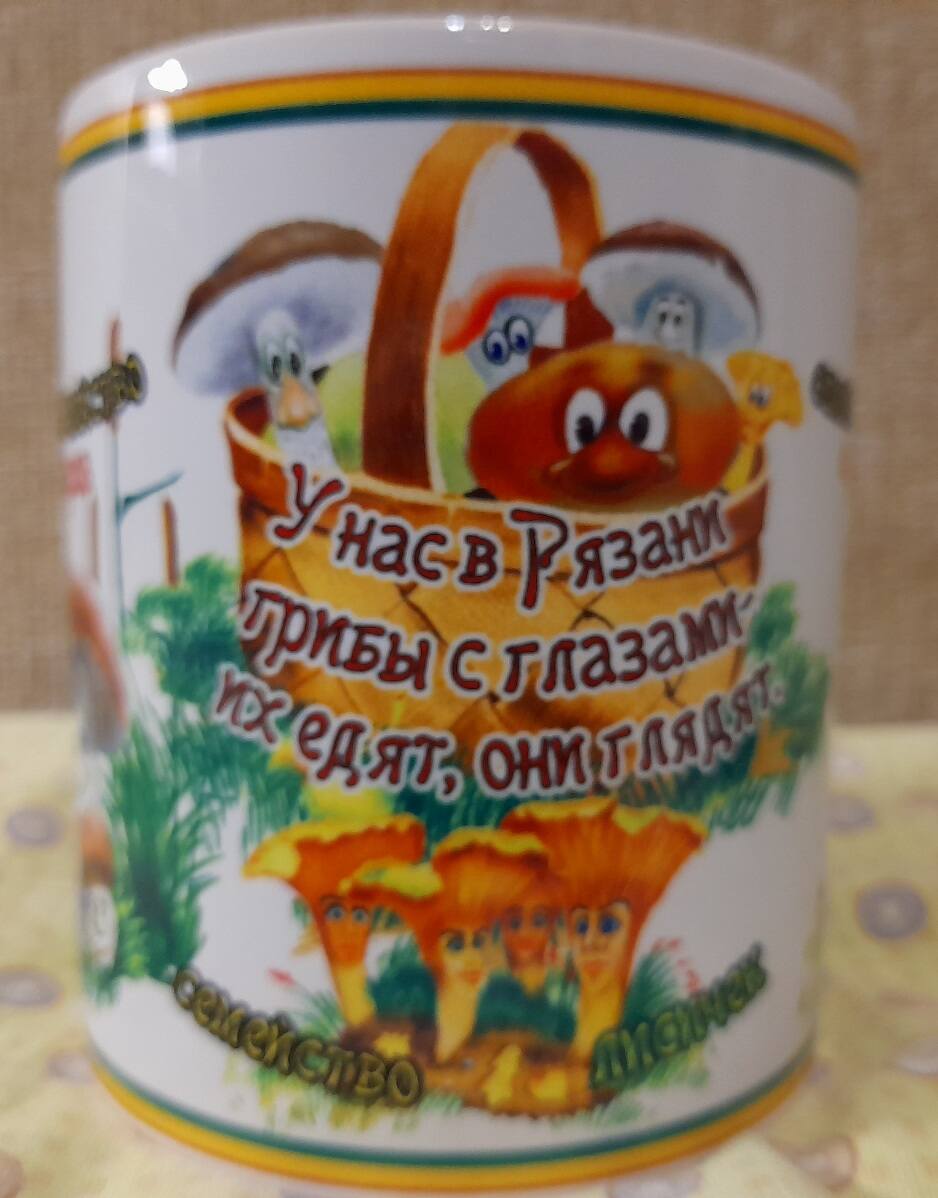 У нас в Рязани
грибы с глазами-
их едят, они глядят.
семейство лисичек